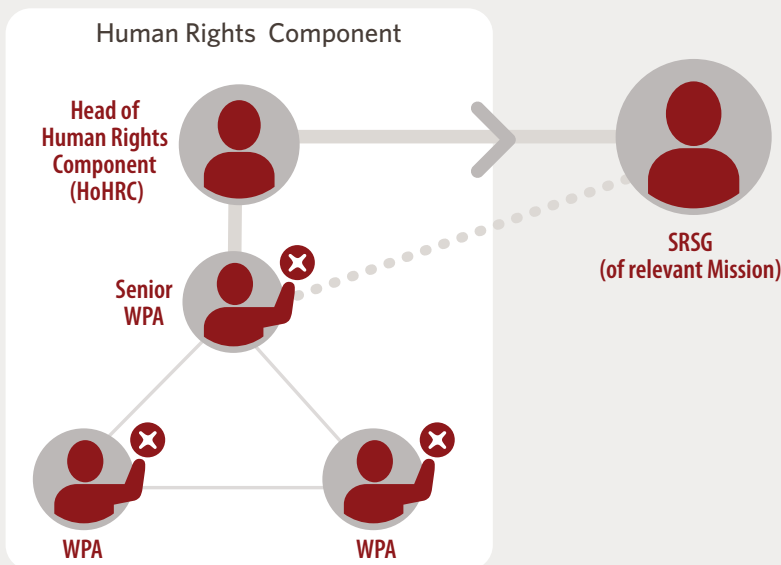 Human Rights Component
Head of
Human Rights
Component
(HoHRC)
SRSG
(of relevant Mission)
Senior
WPA
WPA
WPA